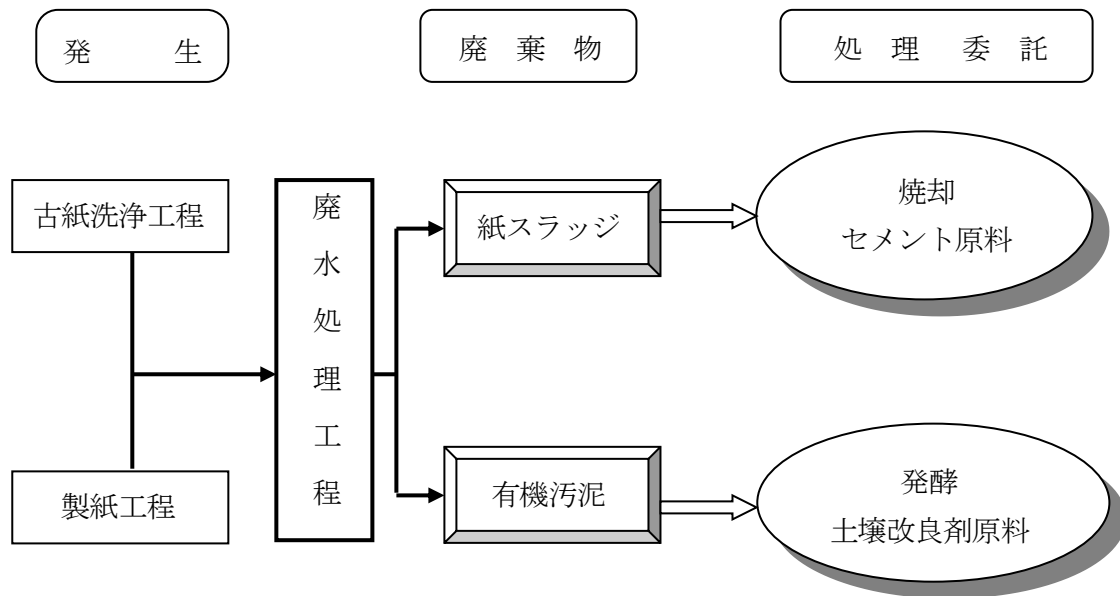 発　生
廃 棄 物
処 理 委 託
古紙洗浄工程
製紙工程
廃水処理工程
紙スラッジ
有機汚泥
焼却
セメント原料
発酵
土壌改良剤原料